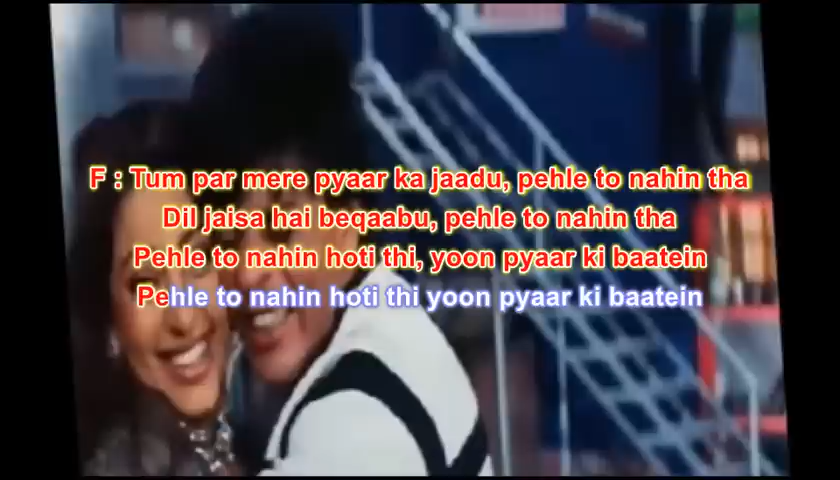 F : Tum par mere pyaar ka jaadu, pehle to nahin tha
Dil jaisa hai beqaabu, pehle to nahin tha
Pehle to nahin hoti thi, yoon pyaar ki baatein
Pehle to nahin hoti thi yoon pyaar ki baatein